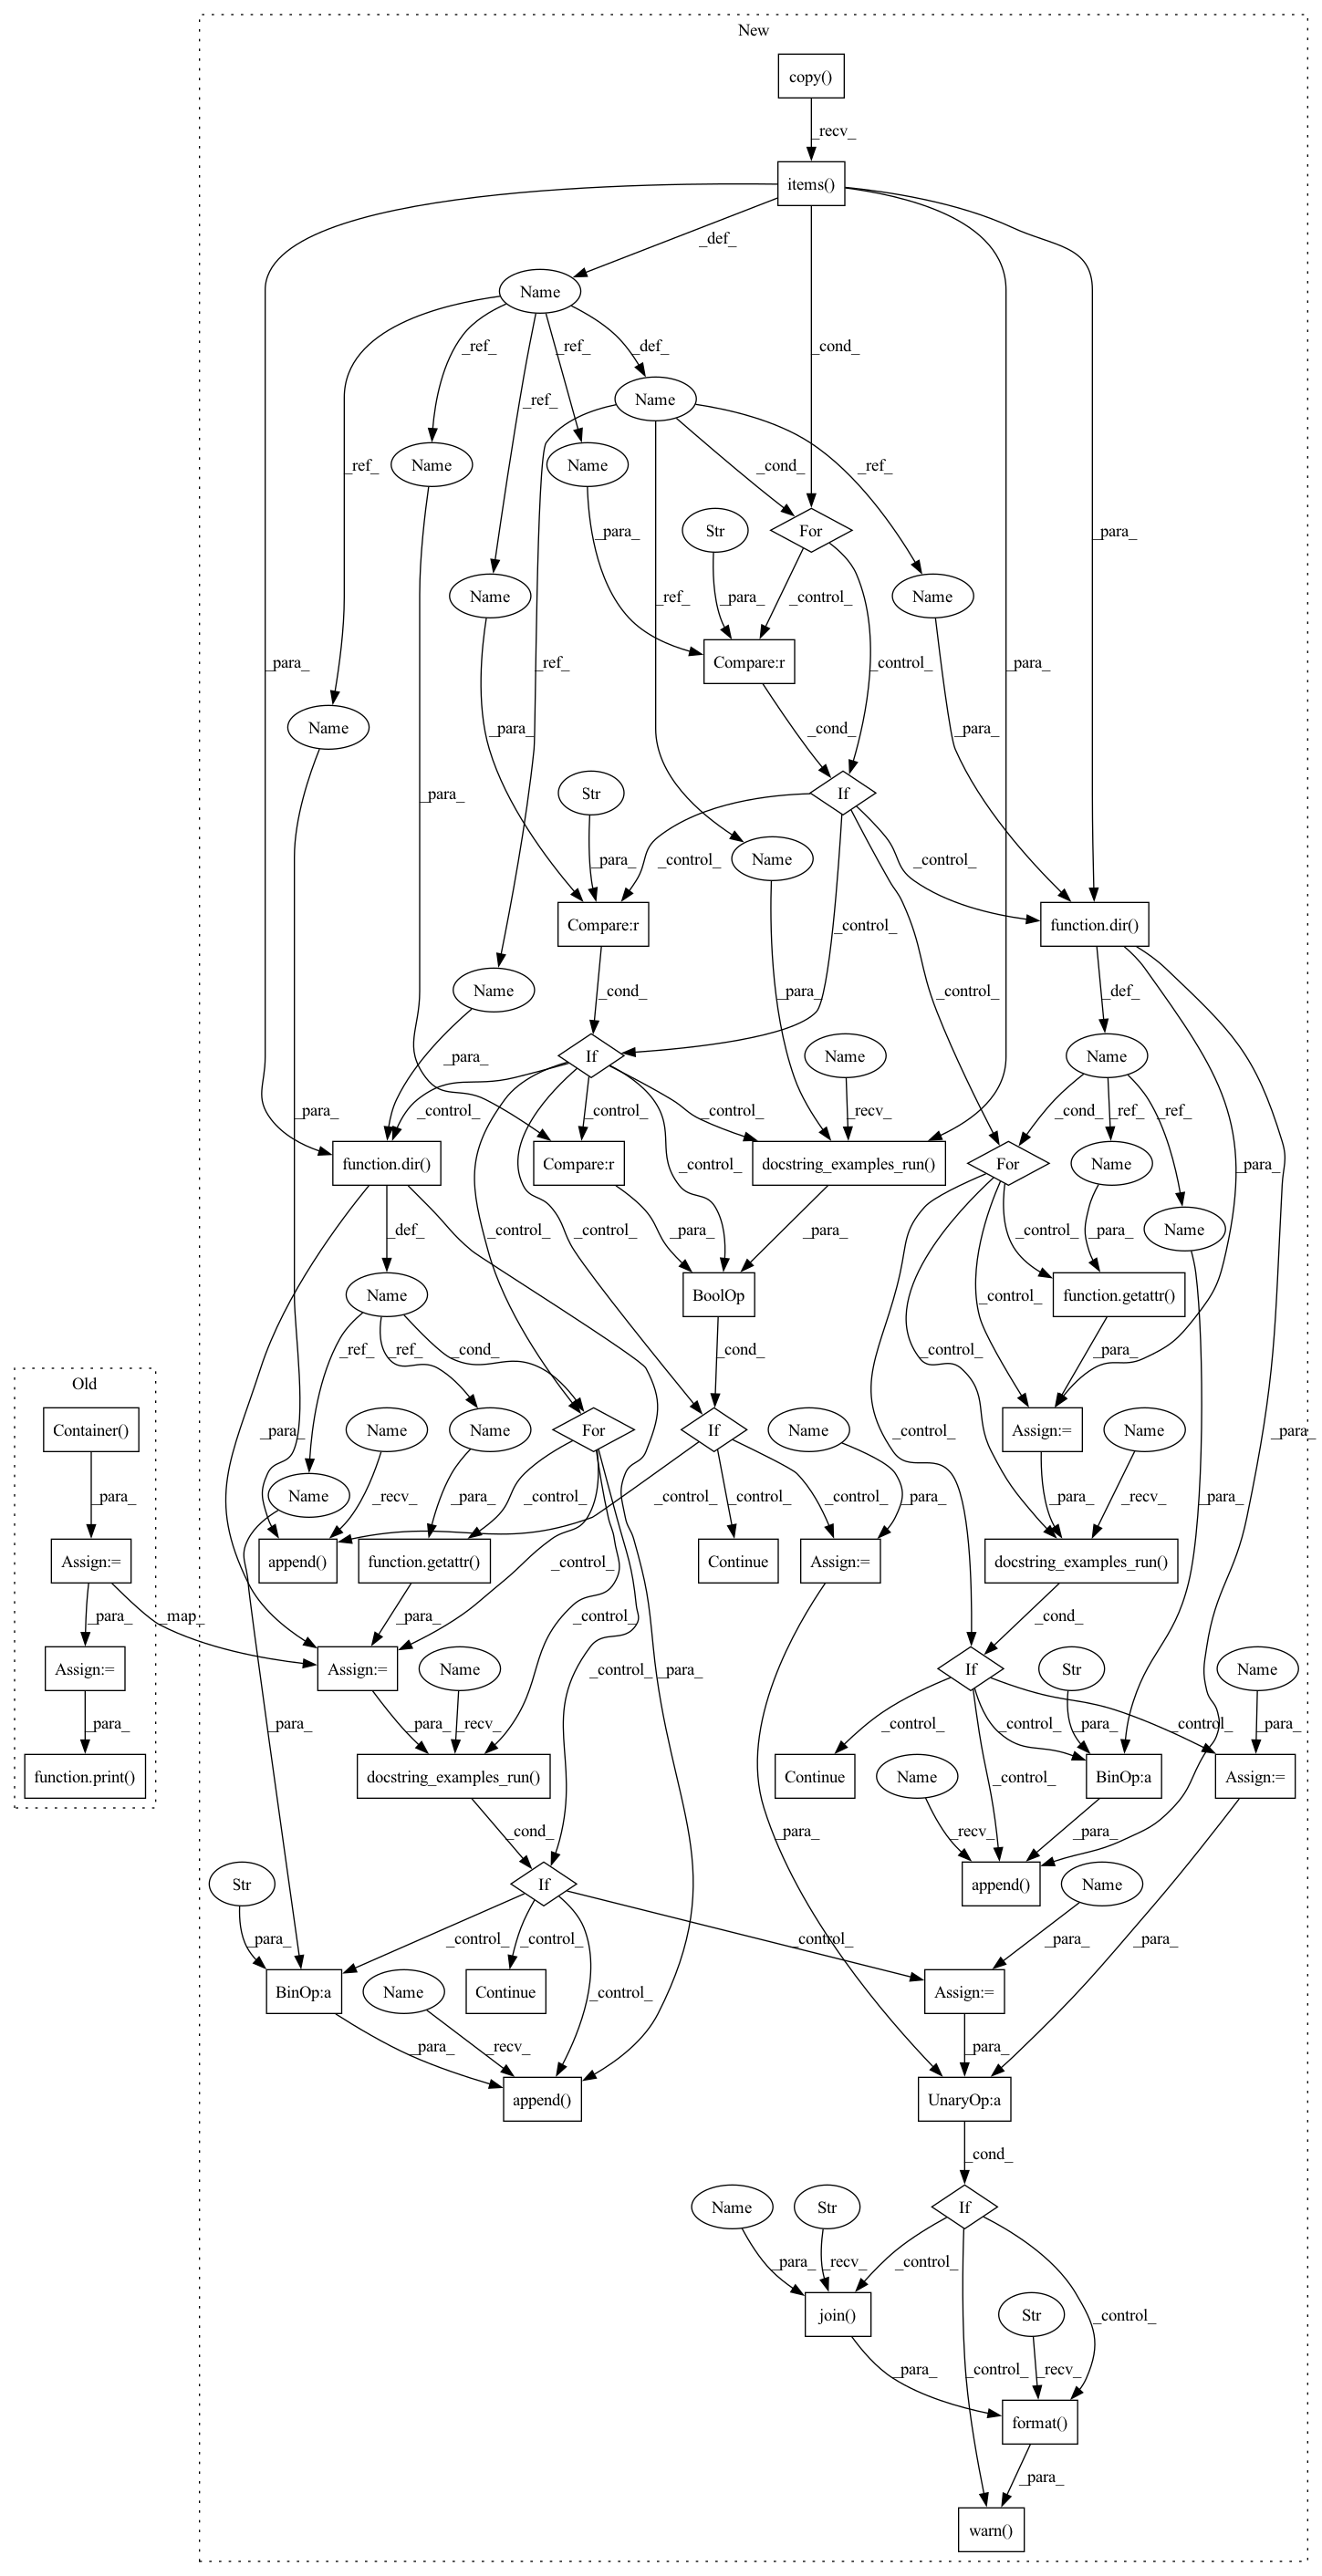 New
copy()
_recv_
items()
_def_
Name
_cond_
_ref_ _ref_ _def_
_ref_
Name
_ref_
Name Name
_cond_ _ref_
Str For
_para_ _para_
Name Name
_ref_ _para_ _control_
Compare:r
_para_ _ref_ _control_ _para_
Name
_para_ _cond_ _para_
Str If
_para_
_para_ Name _control_ _control_
Compare:r function.dir()
_control_
Name _cond_ _para_ _control_ _def_
If Name Name
_para_
_para_ _control_ _control_ _control_ _recv_ _cond_ _ref_ _ref_
function.dir() Compare:r docstring_examples_run() For Name
_para_
_control_
Name
_def_ _control_ _control_ _para_ _para_ _control_ _para_
Name BoolOp function.getattr()
_control_
_ref_ _ref_ _cond_ _cond_ _control_ _para_
Old
Container()
_para_ Name Name For If Name Assign:= Name
_para_
Name
_para_ _recv_ _para_ _control_ _control_ _control_ _control_ _para_ _control_ _para_ _recv_ _para_
Assign:= append() function.getattr() Continue Assign:= docstring_examples_run()
_control_
_para_ _map_ _para_ _control_ _cond_
Assign:= Assign:= Name If Str Name
_para_ _para_ _para_ _recv_ _control_ _para_ _control_ _control_ _para_ _control_ _para_
function.print() docstring_examples_run() Continue Name BinOp:a Assign:=
_cond_ _para_ _recv_ _control_ _para_
Str If append() Name
_para_ _control_ _control_ _control_ _para_ _para_
BinOp:a Name Continue _control_ Assign:=
_para_ _recv_ _para_
append() UnaryOp:a
_cond_
Name Str If
_para_ _recv_ _control_
join() Str _control_
_para_ _control_ _recv_
format()
_para_
warn()